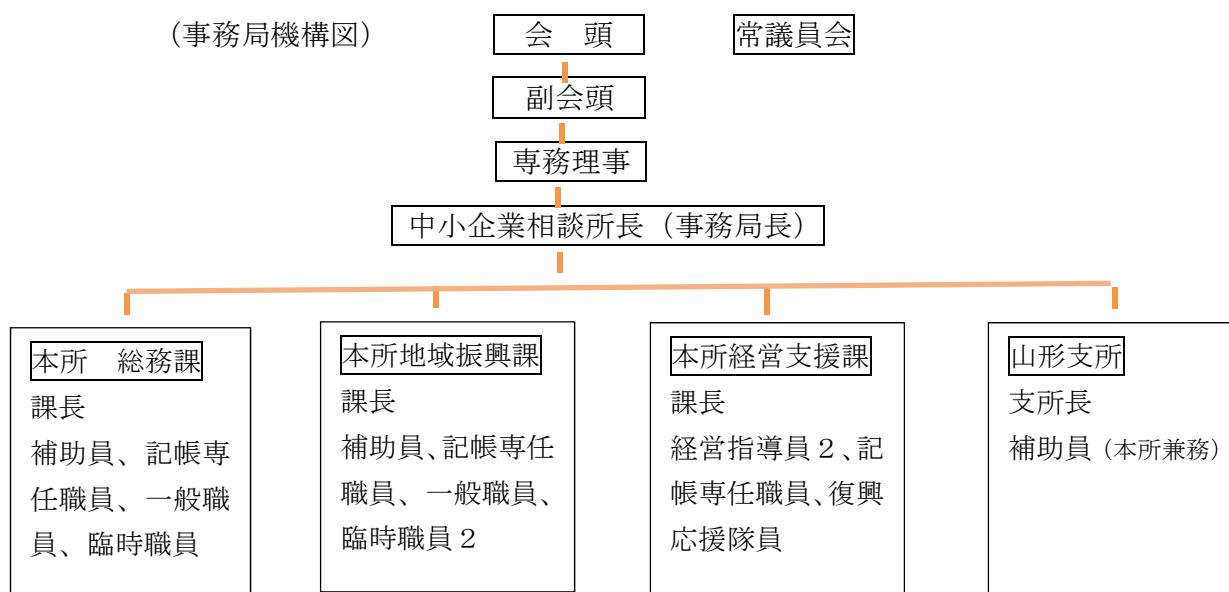 （事務局機構図）
会　頭
常議員会
副会頭
専務理事
中小企業相談所長（事務局長）
本所　総務課
課長
補助員、記帳専
任職員、一般職
員、臨時職員
本所地域振興課
課長
補助員、記帳専任
職員、一般職員、
臨時職員２
本所経営支援課
課長
経営指導員２、記
帳専任職員、復興
応援隊員
山形支所
支所長
補助員（本所兼務）